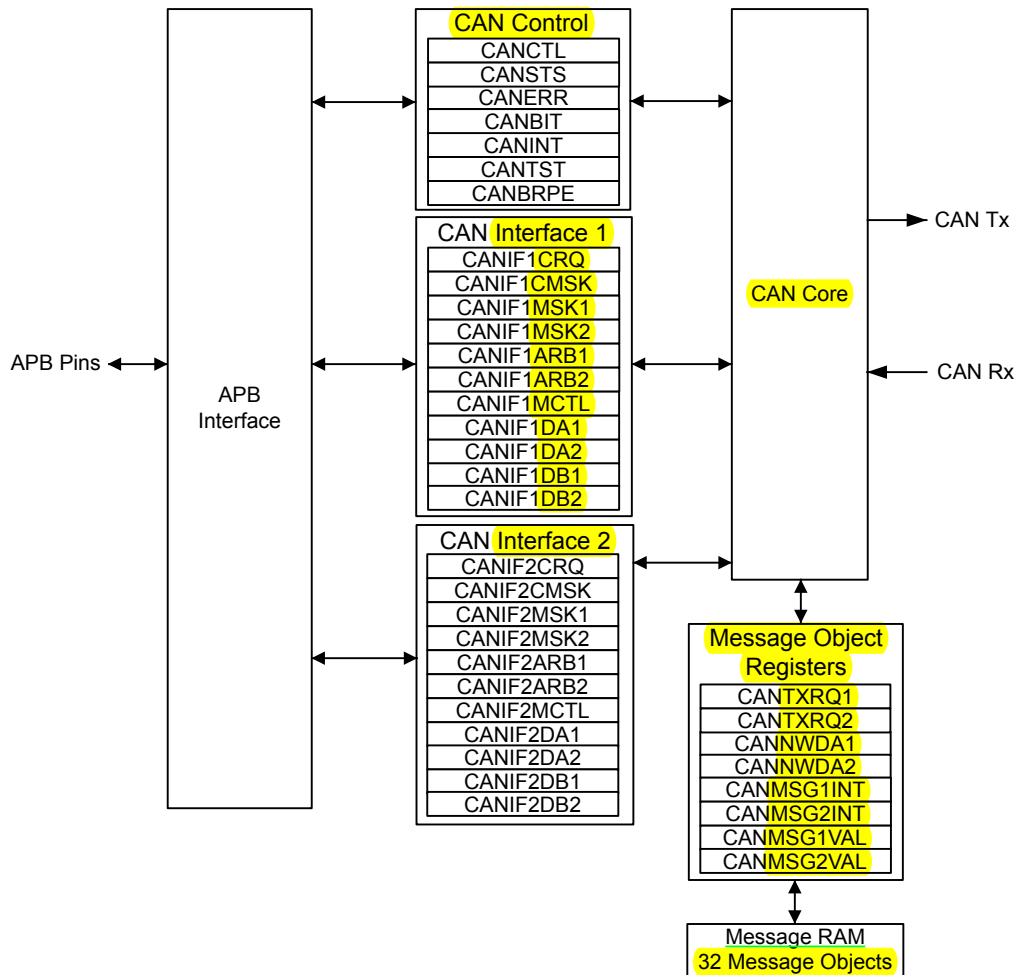 CAN Control
CANCTL
CANSTS
CANERR
CANBIT
CANINT
CANTST
CANBRPE
CAN Interface 1
CANIF1CRQ
CANIF1CMSK
CANIF1MSK1
CANIF1MSK2
CANIF1ARB1
CANIF1ARB2
CANIF1MCTL
CANIF1DA1
CANIF1DA2
CANIF1DB1
CANIF1DB2
CAN Interface 2
CANIF2CRQ
CANIF2CMSK
CANIF2MSK1
CANIF2MSK2
CANIF2ARB1
CANIF2ARB2
CANIF2MCTL
CANIF2DA1
CANIF2DA2
CANIF2DB1
CANIF2DB2
APB Pins
APB
Interface
CAN Core
CAN Tx
CAN Rx
Message Object
Registers
CANTXRQ1
CANTXRQ2
CANNWDA1
CANNWDA2
CANMSG1INT
CANMSG2INT
CANMSG1VAL
CANMSG2VAL
Message RAM
32 Message Objects